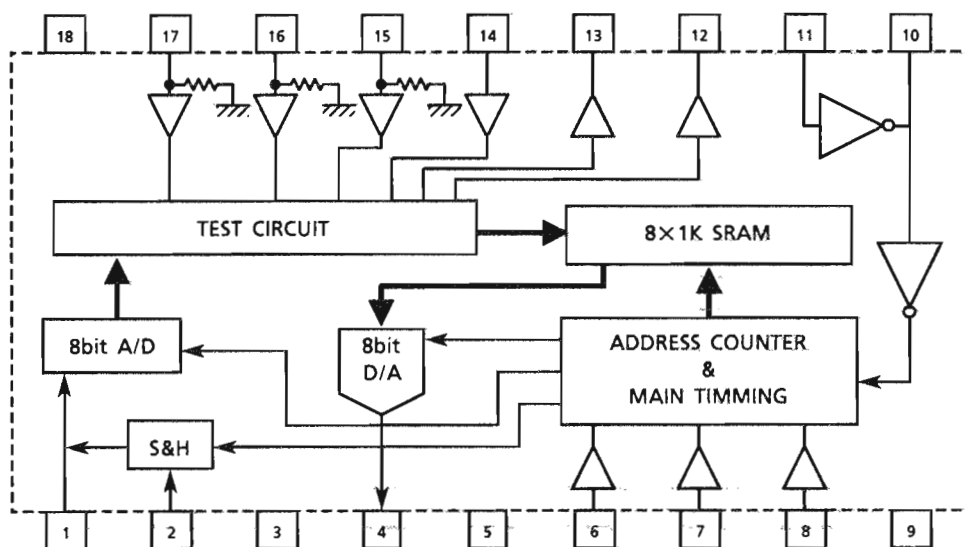 18 17 16 15 14 13 12 11 10
TEST CIRCUIT
8×1K SRAM
8bit A/D
8bit
D/A
ADDRESS COUNTER
&
MAIN TIMMING
S&H
1 2 3 4 5 6 7 8 9